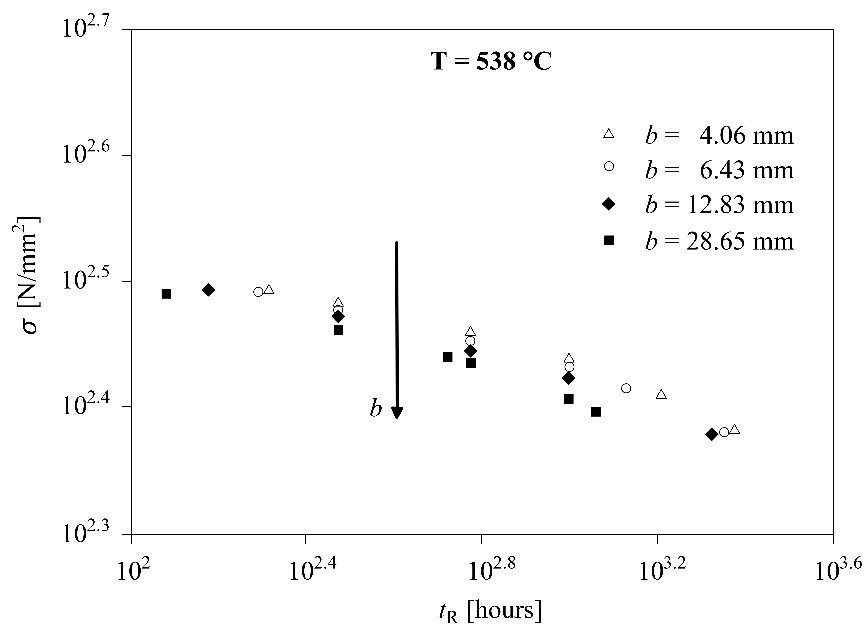 10^2.7
T = 538 °C
10^2.6
b = 4.06 mm
b = 6.43 mm
b = 12.83 mm
b = 28.65 mm
10^2.5
σ [N/mm²]
10^2.4
b
10^2.3
10^2 10^2.4 10^2.8 10^3.2 10^3.6
t_R [hours]